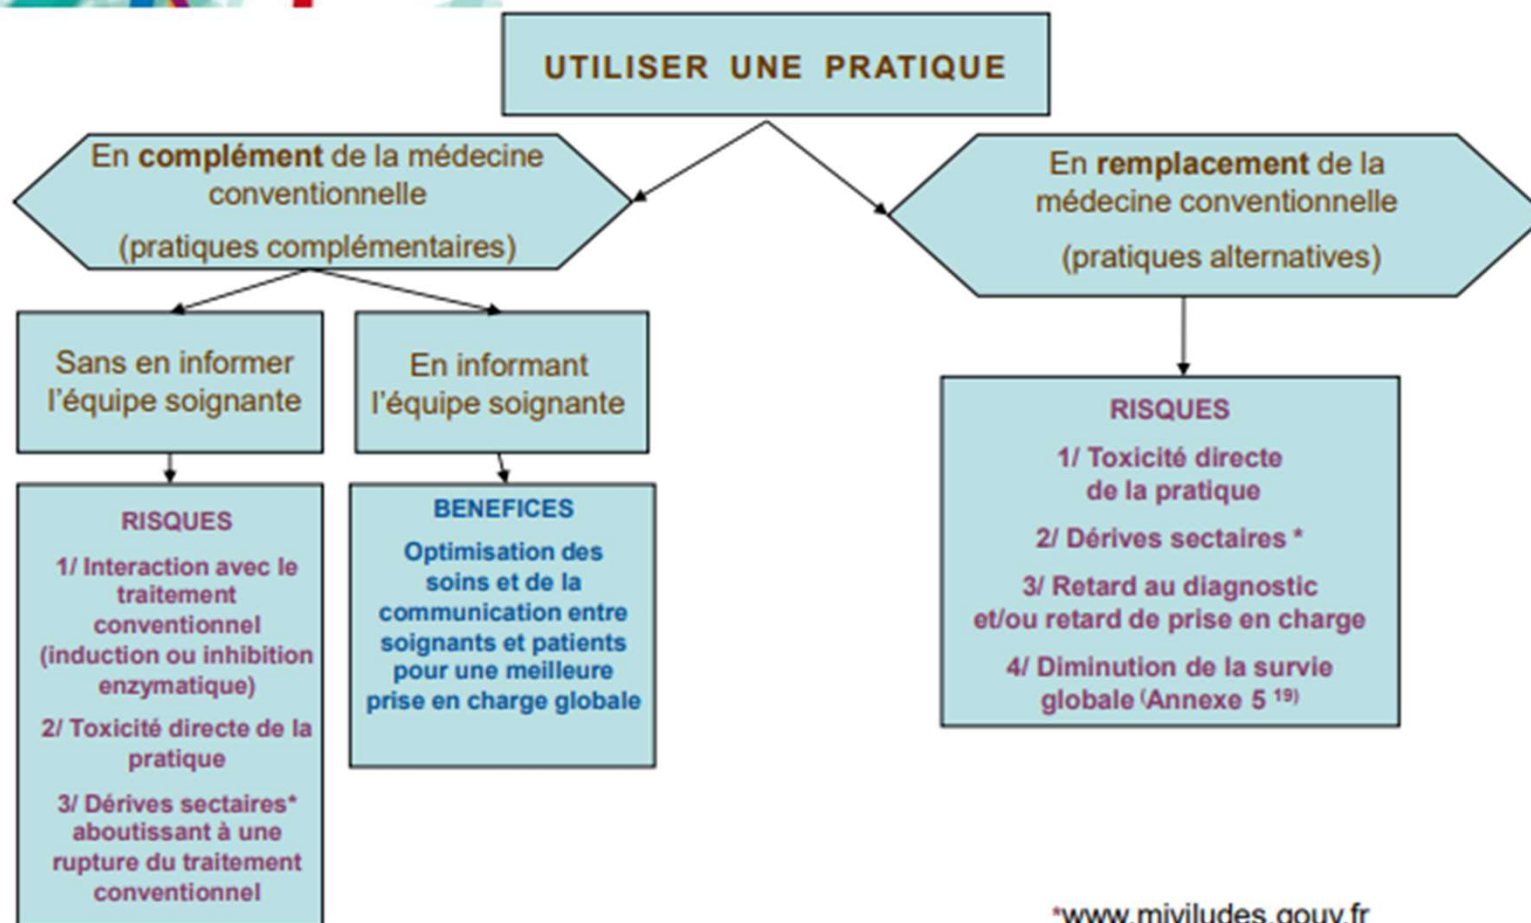 UTILISER UNE PRATIQUE
En complément de la médecine
conventionnelle
(pratiques complémentaires)
En remplacement de la
médecine conventionnelle
(pratiques alternatives)
Sans en informer
l'équipe soignante
En informant
l'équipe soignante
RISQUES
1/ Interaction avec le
traitement
conventionnel
(induction ou inhibition
enzymatique)
2/ Toxicité directe de la
pratique
3/ Dérives sectaires*
aboutissant à une
rupture du traitement
conventionnel
BENEFICES
Optimisation des
soins et de la
communication entre
soignants et patients
pour une meilleure
prise en charge globale
RISQUES
1/ Toxicité directe
de la pratique
2/ Dérives sectaires *
3/ Retard au diagnostic
et/ou retard de prise en charge
4/ Diminution de la survie
globale (Annexe 5 19)
*www.miviludes.gouv.fr